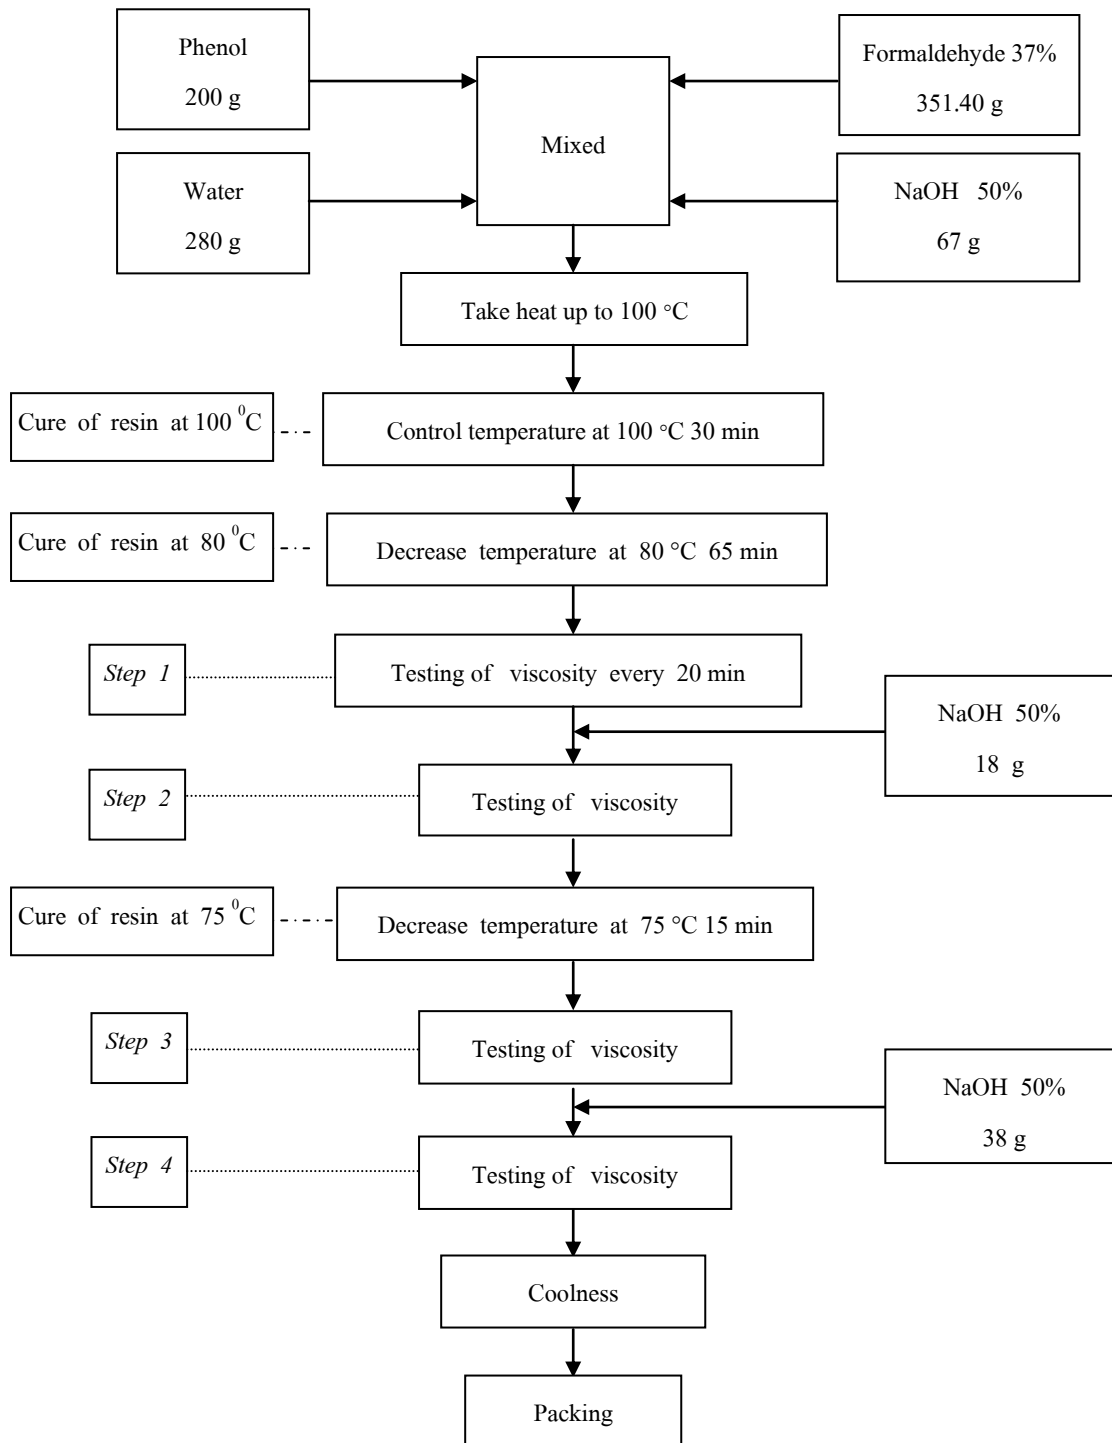 Phenol
200 g
Formaldehyde 37%
351.40 g
Mixed
Water
280 g
NaOH 50%
67 g
Take heat up to 100 °C
Cure of resin at 100 ⁰C
Control temperature at 100 °C 30 min
Cure of resin at 80 ⁰C
Decrease temperature at 80 °C 65 min
Step 1
Testing of viscosity every 20 min
NaOH 50%
18 g
Step 2
Testing of viscosity
Cure of resin at 75 ⁰C
Decrease temperature at 75 °C 15 min
Step 3
Testing of viscosity
NaOH 50%
38 g
Step 4
Testing of viscosity
Coolness
Packing